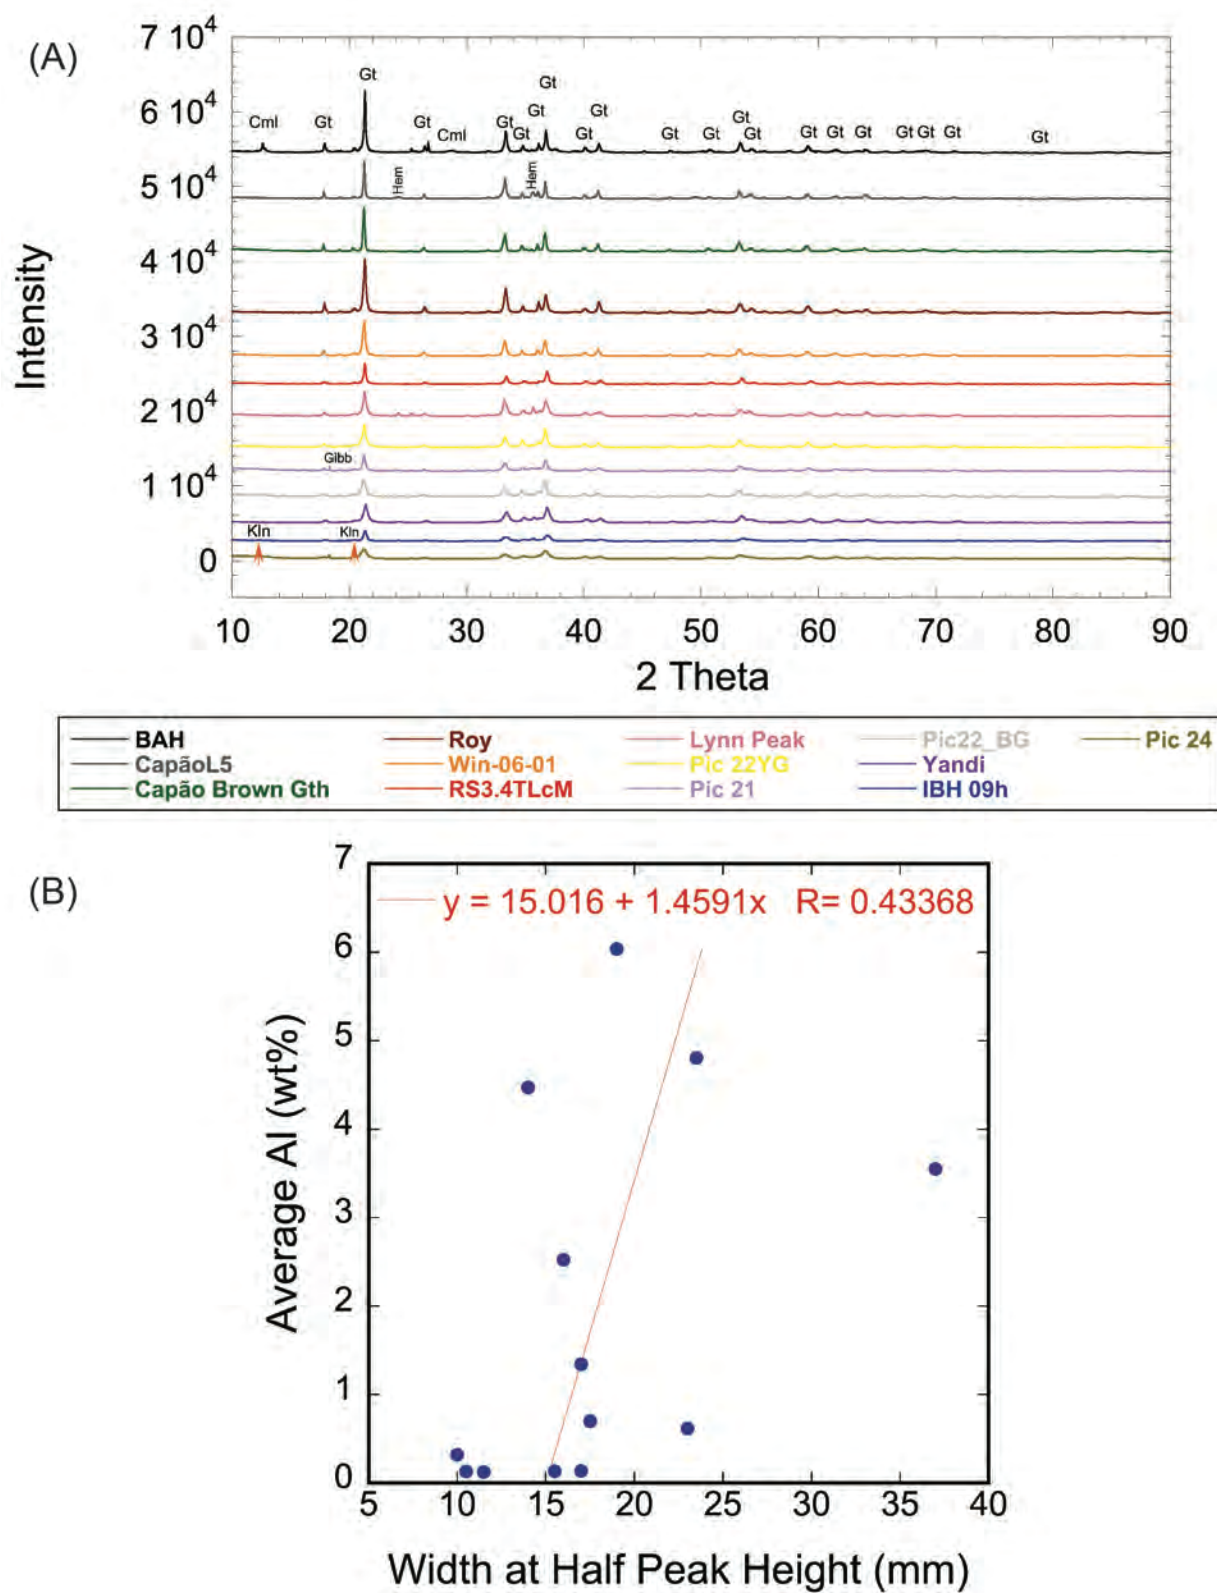 (A)
7 10⁴
6 10⁴
5 10⁴
4 10⁴
3 10⁴
2 10⁴
1 10⁴
0
Intensity
Cml Gt Gt Gt Cml Gt Gt Gt Gt Gt Gt Gt Gt Gt Gt Gt Gt Gt Gt Gt Gt Gt
Hem Hem
Gibb
Kln Kln
10 20 30 40 50 60 70 80 90
2 Theta
BAH Roy Lynn Peak Pic22_BG Pic 24
CapãoL5 Win-06-01 Pic 22YG Yandi
Capão Brown Gth RS3.4TLcM Pic 21 IBH 09h
(B)
y = 15.016 + 1.4591x R= 0.43368
7
6
5
4
3
2
1
0
Average Al (wt%)
5 10 15 20 25 30 35 40
Width at Half Peak Height (mm)